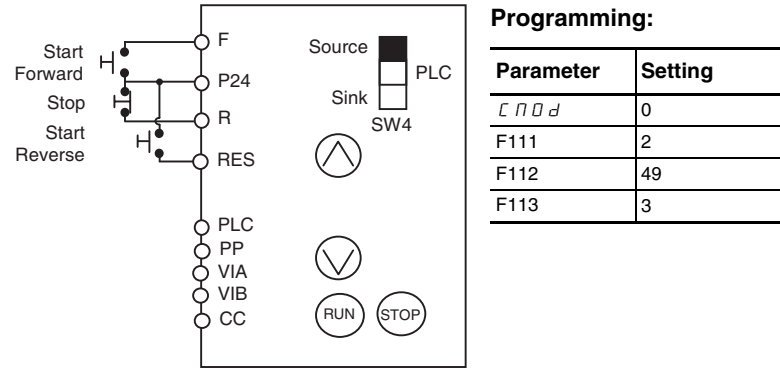 Start
Forward
Stop
Start
Reverse
F
P24
R
RES
PLC
PP
VIA
VIB
CC
Source
PLC
Sink
SW4
RUN
STOP
Programming:
Parameter Setting
CNOd 0
F111 2
F112 49
F113 3